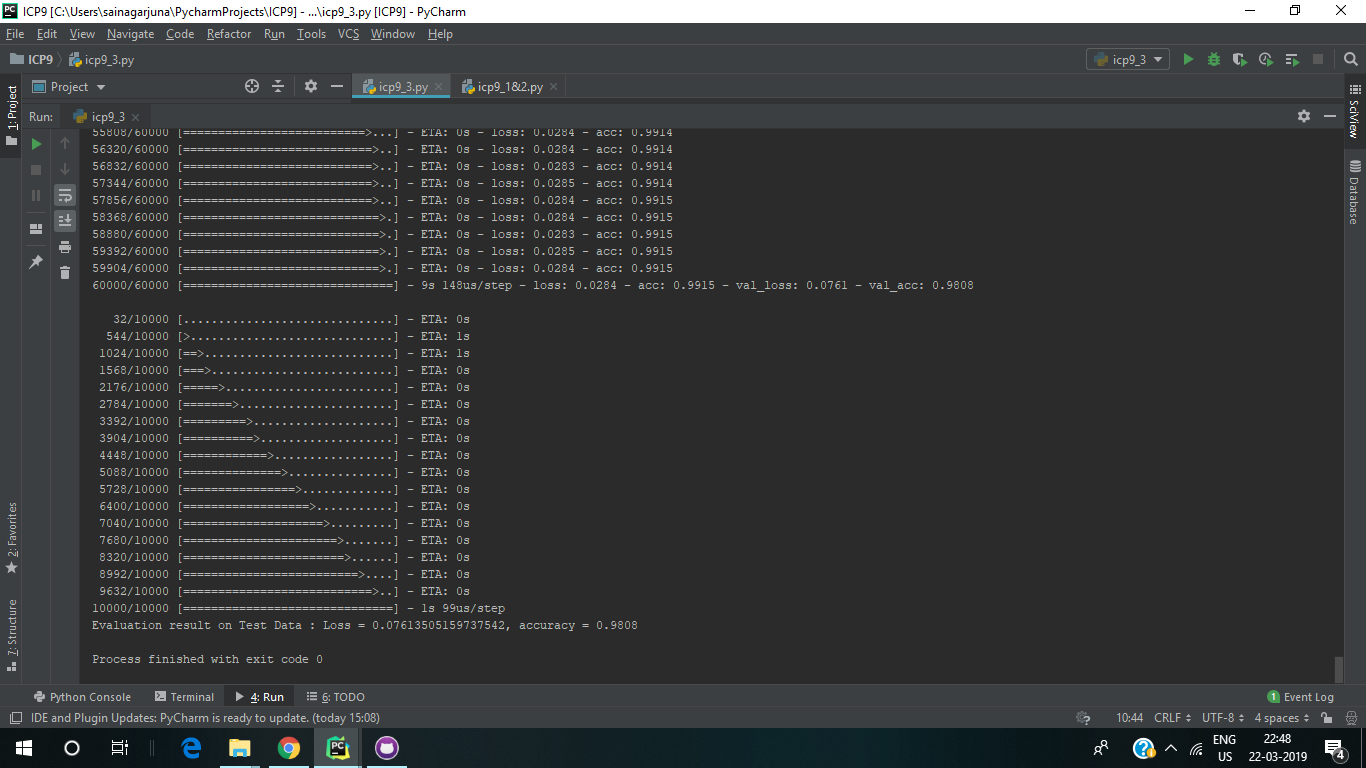 ICP9 [C:\Users\sainagarjuna\PycharmProjects\ICP9] - ...\icp9_3.py [ICP9] - PyCharm
File Edit View Navigate Code Refactor Run Tools VCS Window Help
ICP9 icp9_3.py icp9_3
1: Project Project icp9_3.py icp9_1&2.py SciView
Run: icp9_3
55808/60000 [==========================>...] - ETA: 0s - loss: 0.0284 - acc: 0.9914
56320/60000 [===========================>..] - ETA: 0s - loss: 0.0284 - acc: 0.9914
56832/60000 [===========================>..] - ETA: 0s - loss: 0.0283 - acc: 0.9914
57344/60000 [===========================>..] - ETA: 0s - loss: 0.0285 - acc: 0.9914
57856/60000 [===========================>..] - ETA: 0s - loss: 0.0284 - acc: 0.9915
58368/60000 [============================>.] - ETA: 0s - loss: 0.0284 - acc: 0.9915
58880/60000 [============================>.] - ETA: 0s - loss: 0.0283 - acc: 0.9915
59392/60000 [============================>.] - ETA: 0s - loss: 0.0285 - acc: 0.9915
59904/60000 [============================>.] - ETA: 0s - loss: 0.0284 - acc: 0.9915
60000/60000 [==============================] - 9s 148us/step - loss: 0.0284 - acc: 0.9915 - val_loss: 0.0761 - val_acc: 0.9808
Database
32/10000 [..............................] - ETA: 0s
544/10000 [>.............................] - ETA: 1s
1024/10000 [==>...........................] - ETA: 1s
1568/10000 [===>..........................] - ETA: 0s
2176/10000 [=====>........................] - ETA: 0s
2784/10000 [=======>......................] - ETA: 0s
3392/10000 [=========>....................] - ETA: 0s
3904/10000 [==========>...................] - ETA: 0s
4448/10000 [============>.................] - ETA: 0s
5088/10000 [==============>...............] - ETA: 0s
5728/10000 [================>.............] - ETA: 0s
6400/10000 [==================>...........] - ETA: 0s
7040/10000 [====================>.........] - ETA: 0s
7680/10000 [======================>.......] - ETA: 0s
8320/10000 [=======================>......] - ETA: 0s
8992/10000 [=========================>....] - ETA: 0s
9632/10000 [===========================>..] - ETA: 0s
10000/10000 [==============================] - 1s 99us/step
Evaluation result on Test Data : Loss = 0.07613505159737542, accuracy = 0.9808
Process finished with exit code 0
2: Favorites
7: Structure
Python Console Terminal 4: Run 6: TODO 1 Event Log
IDE and Plugin Updates: PyCharm is ready to update. (today 15:08) 10:44 CRLF UTF-8 4 spaces
ENG 22:48
US 22-03-2019 4